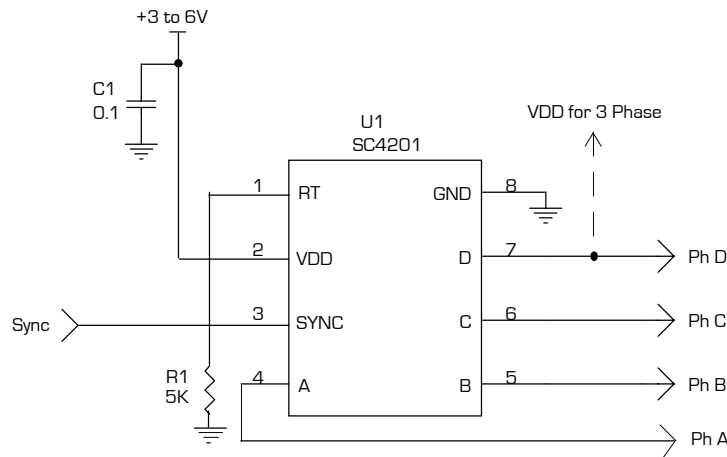 +3 to 6V
C1
0.1
U1
SC4201
VDD for 3 Phase
1
RT
GND
8
2
VDD
D
7
Ph D
Sync
3
SYNC
C
6
Ph C
R1
5K
4
A
B
5
Ph B
Ph A